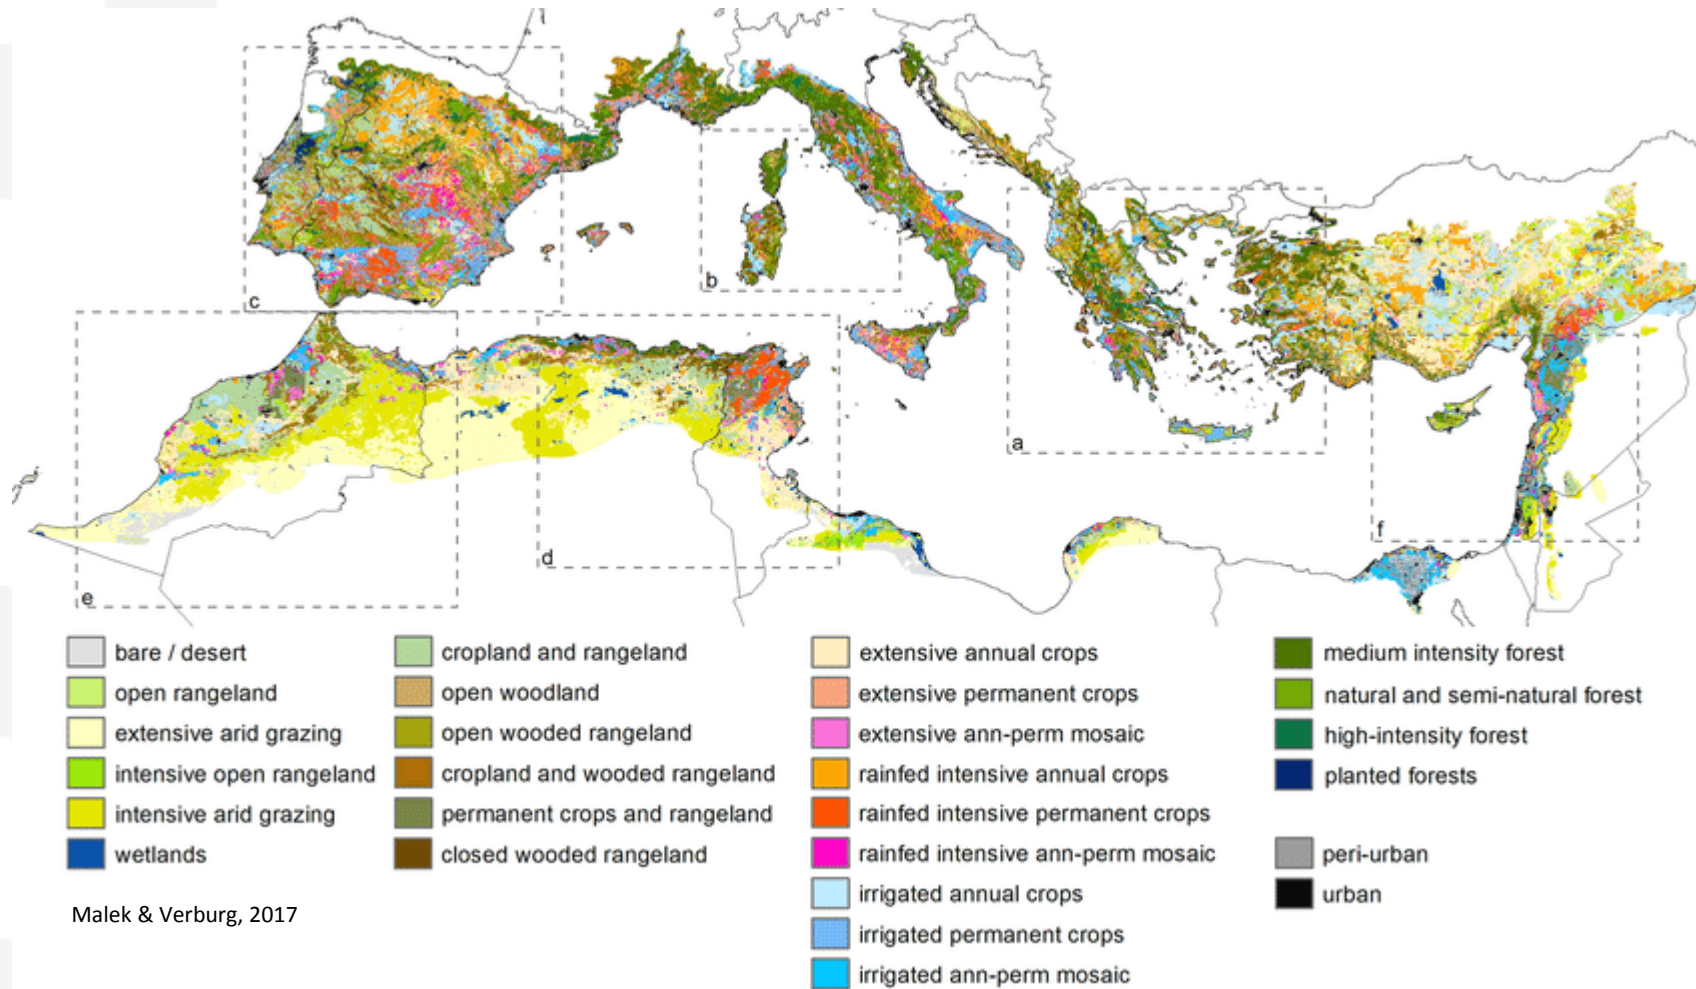 c
b
a
f
d
e
bare / desert
open rangeland
extensive arid grazing
intensive open rangeland
intensive arid grazing
wetlands
cropland and rangeland
open woodland
open wooded rangeland
cropland and wooded rangeland
permanent crops and rangeland
closed wooded rangeland
extensive annual crops
extensive permanent crops
extensive ann-perm mosaic
rainfed intensive annual crops
rainfed intensive permanent crops
rainfed intensive ann-perm mosaic
irrigated annual crops
irrigated permanent crops
irrigated ann-perm mosaic
medium intensity forest
natural and semi-natural forest
high-intensity forest
planted forests
peri-urban
urban
Malek & Verburg, 2017